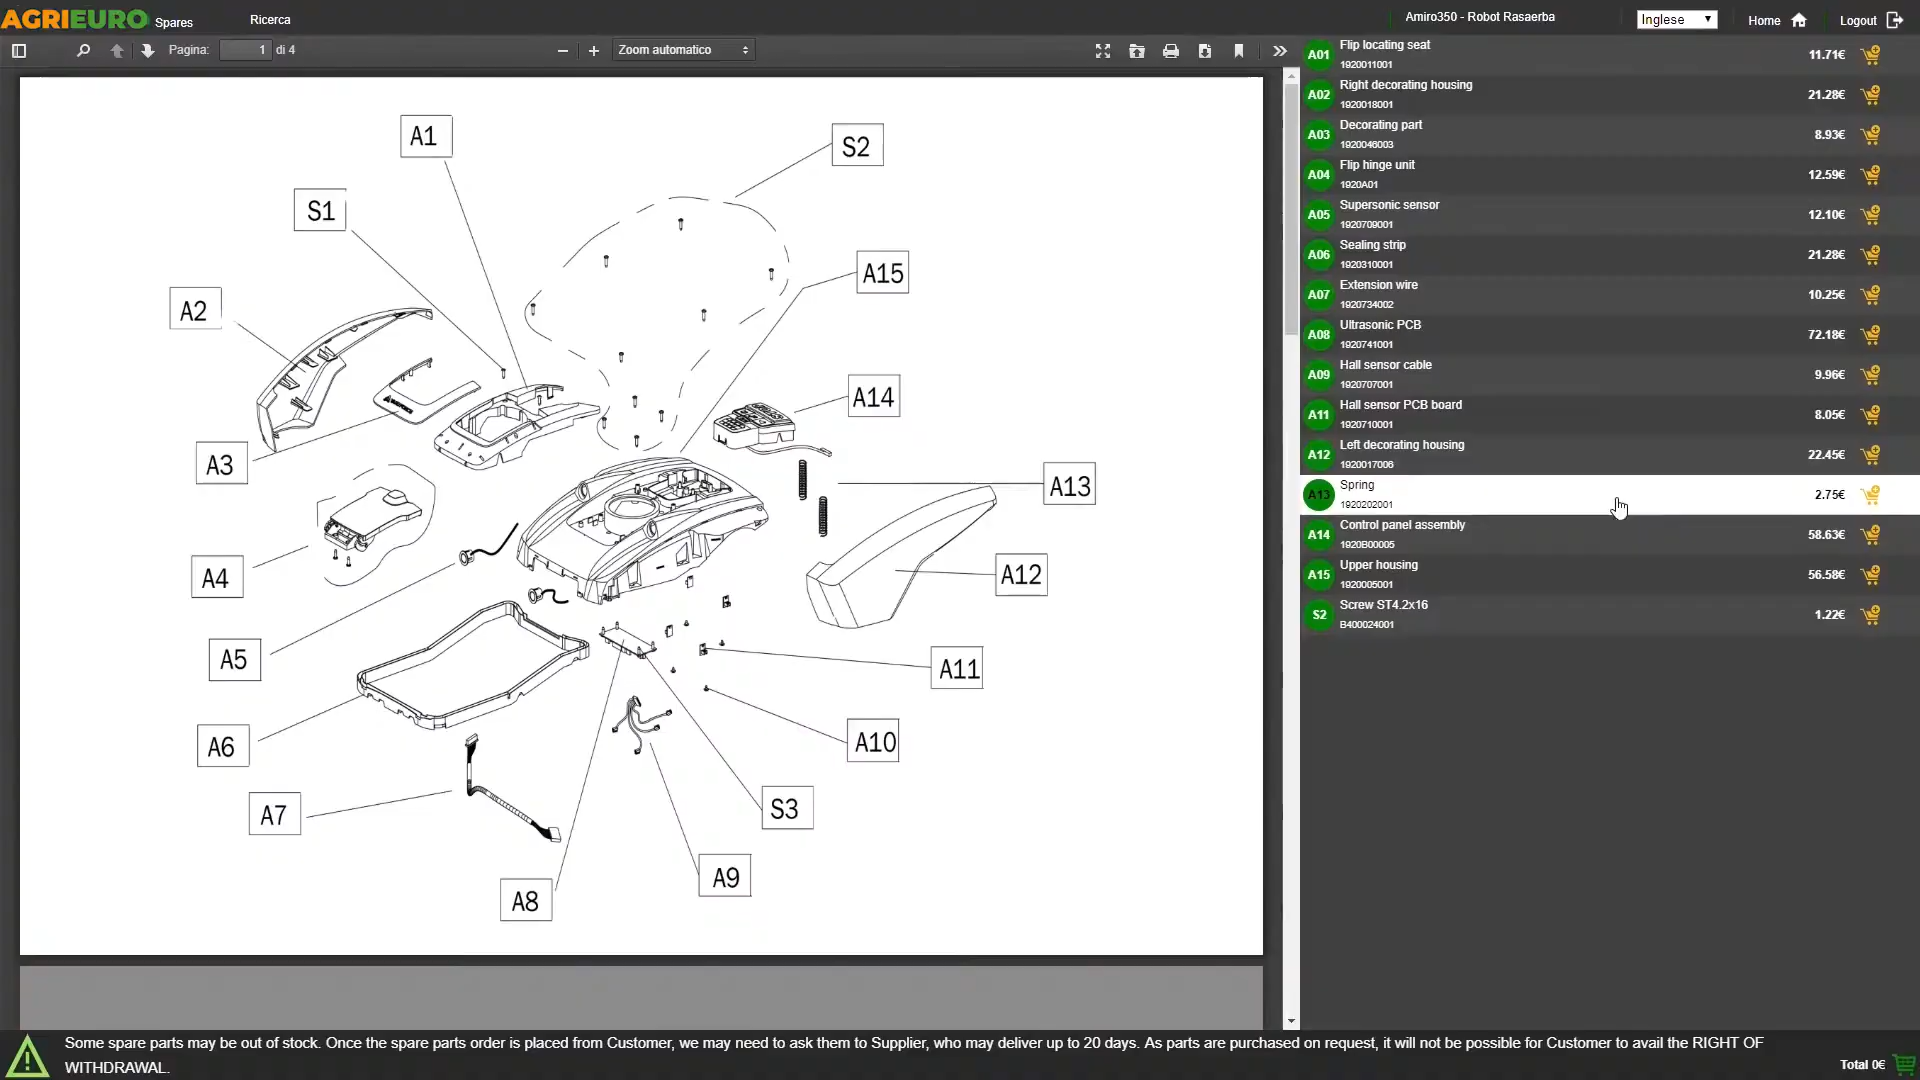 AGRIEURO Spares
Ricerca
Amiro350 - Robot Rasaerba
Inglese
Home
Logout
Pagina: 1 di 4
Zoom automatico
A1
S2
S1
A15
A2
A14
A3
A13
A4
A12
A5
A11
A6
A10
A7
S3
A9
A8
A01 Flip locating seat 11.71€
1920011001
A02 Right decorating housing 21.28€
1920018001
A03 Decorating part 8.93€
1920046003
A04 Flip hinge unit 12.59€
1920A01
A05 Supersonic sensor 12.10€
1920709001
A06 Sealing strip 21.28€
1920310001
A07 Extension wire 10.25€
1920734002
A08 Ultrasonic PCB 72.18€
1920741001
A09 Hall sensor cable 9.96€
1920707001
A11 Hall sensor PCB board 8.05€
1920710001
A12 Left decorating housing 22.45€
1920017006
A13 Spring 2.75€
1920202001
A14 Control panel assembly 58.63€
1920B00005
A15 Upper housing 56.58€
1920005001
S2 Screw ST4.2x16 1.22€
B400024001
Some spare parts may be out of stock. Once the spare parts order is placed from Customer, we may need to ask them to Supplier, who may deliver up to 20 days. As parts are purchased on request, it will not be possible for Customer to avail the RIGHT OF
WITHDRAWAL.
Total 0€